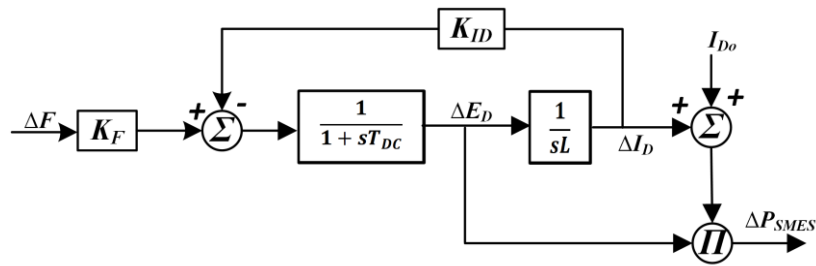 K_ID
I_Do
ΔF
K_F
+
-
Σ
1
1 + sT_DC
ΔE_D
1
sL
ΔI_D
+
+
Σ
Π
ΔP_SMES